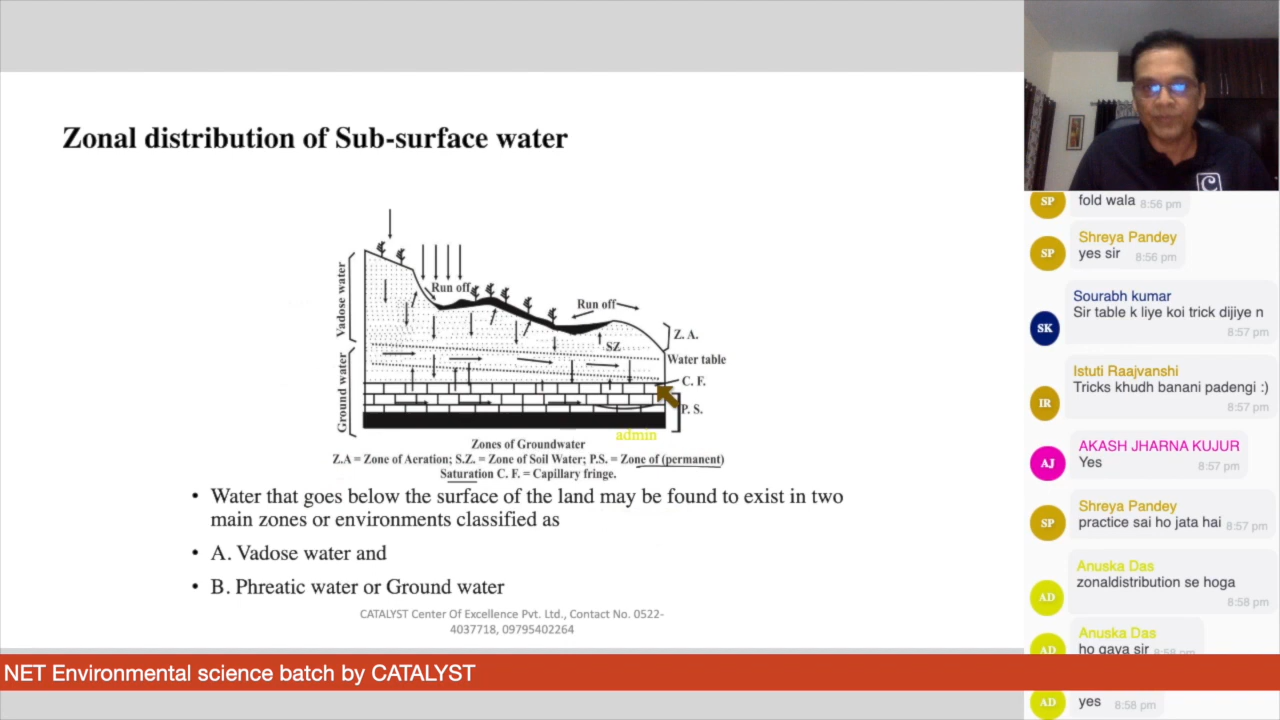 Zonal distribution of Sub-surface water
Vadose water
Ground water
Run off
Run off
SZ
Z. A.
Water table
C. F.
P. S.
admin
Zones of Groundwater
Z.A = Zone of Aeration; S.Z. = Zone of Soil Water; P.S. = Zone of (permanent)
Saturation C. F. = Capillary fringe.
• Water that goes below the surface of the land may be found to exist in two
main zones or environments classified as
• A. Vadose water and
• B. Phreatic water or Ground water
CATALYST Center Of Excellence Pvt. Ltd., Contact No. 0522-
4037718, 09795402264
NET Environmental science batch by CATALYST
C
SP
fold wala 8:56 pm
Shreya Pandey
SP
yes sir 8:56 pm
Sourabh kumar
Sir table k liye koi trick dijiye n
SK
8:57 pm
Istuti Raajvanshi
Tricks khudh banani padengi :)
IR
8:57 pm
AKASH JHARNA KUJUR
AJ
Yes 8:57 pm
Shreya Pandey
SP
practice sai ho jata hai 8:57 pm
Anuska Das
zonaldistribution se hoga
AD
8:58 pm
Anuska Das
AD
ho gaya sir 8:58 pm
AD
yes 8:58 pm